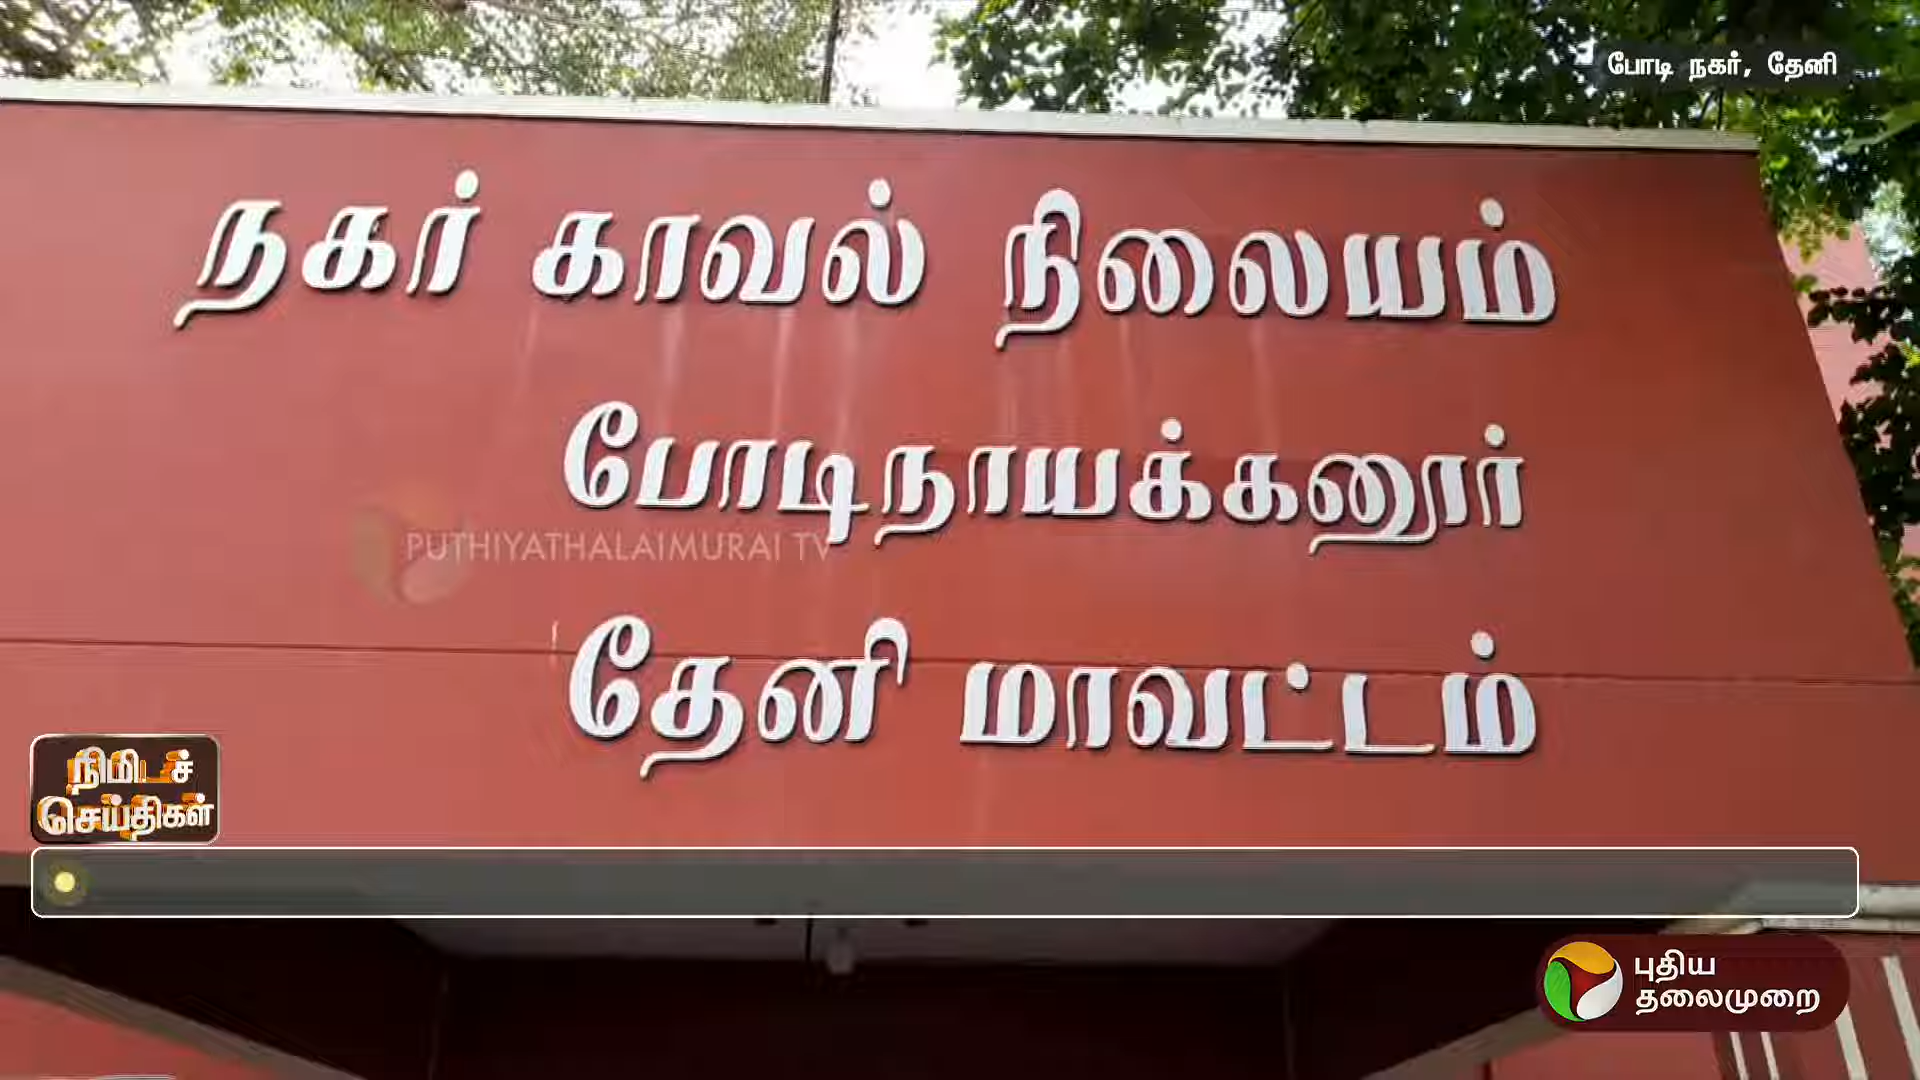 போடி நகர், தேனி
நகர் காவல் நிலையம்
போடிநாயக்கனூர்
PUTHIYATHALAIMURAI TV
தேனி மாவட்டம்
நிமிடச்
செய்திகள்
புதிய
தலைமுறை